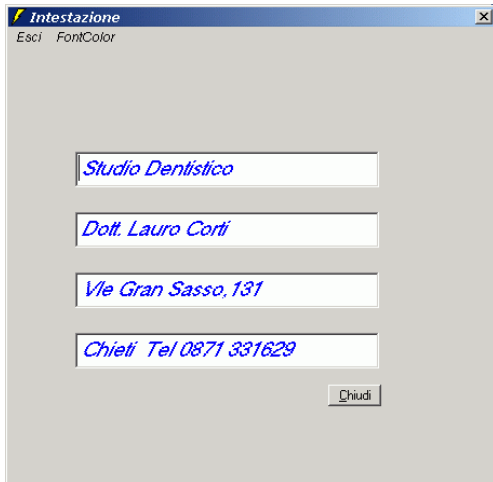 Intestazione
Esci FontColor
Studio Dentistico
Dott. Lauro Corti
Vle Gran Sasso,131
Chieti Tel 0871 331629
Chiudi